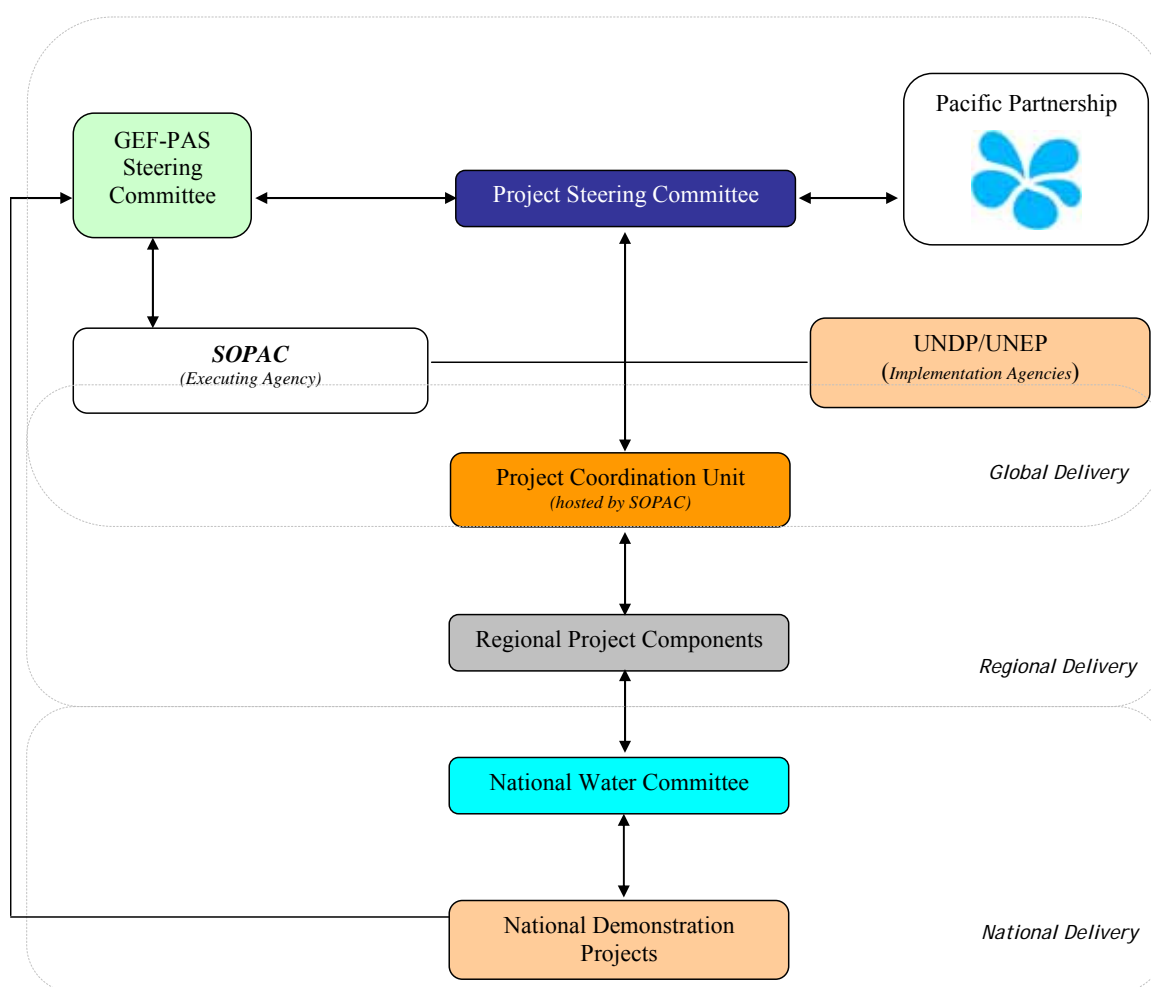 Pacific Partnership
GEF-PAS
Steering
Committee
Project Steering Committee
SOPAC
(Executing Agency)
UNDP/UNEP
(Implementation Agencies)
Global Delivery
Project Coordination Unit
(hosted by SOPAC)
Regional Project Components
Regional Delivery
National Water Committee
National Demonstration
Projects
National Delivery